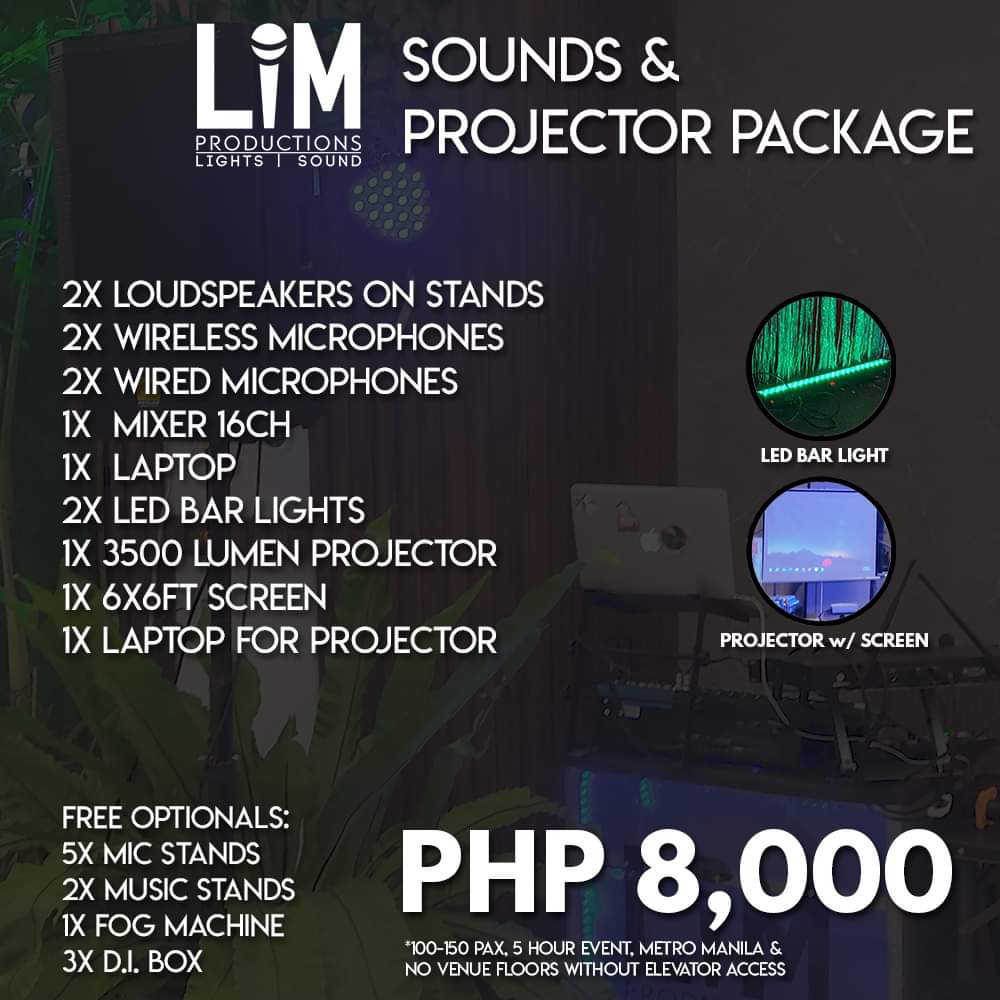 LiM
PRODUCTIONS
LIGHTS | SOUND
SOUNDS &
PROJECTOR PACKAGE
2X LOUDSPEAKERS ON STANDS
2X WIRELESS MICROPHONES
2X WIRED MICROPHONES
1X MIXER 16CH
1X LAPTOP
2X LED BAR LIGHTS
1X 3500 LUMEN PROJECTOR
1X 6X6FT SCREEN
1X LAPTOP FOR PROJECTOR
LED BAR LIGHT
PROJECTOR w/ SCREEN
FREE OPTIONALS:
5X MIC STANDS
2X MUSIC STANDS
1X FOG MACHINE
3X D.I. BOX
PHP 8,000
*100-150 PAX, 5 HOUR EVENT, METRO MANILA &
NO VENUE FLOORS WITHOUT ELEVATOR ACCESS